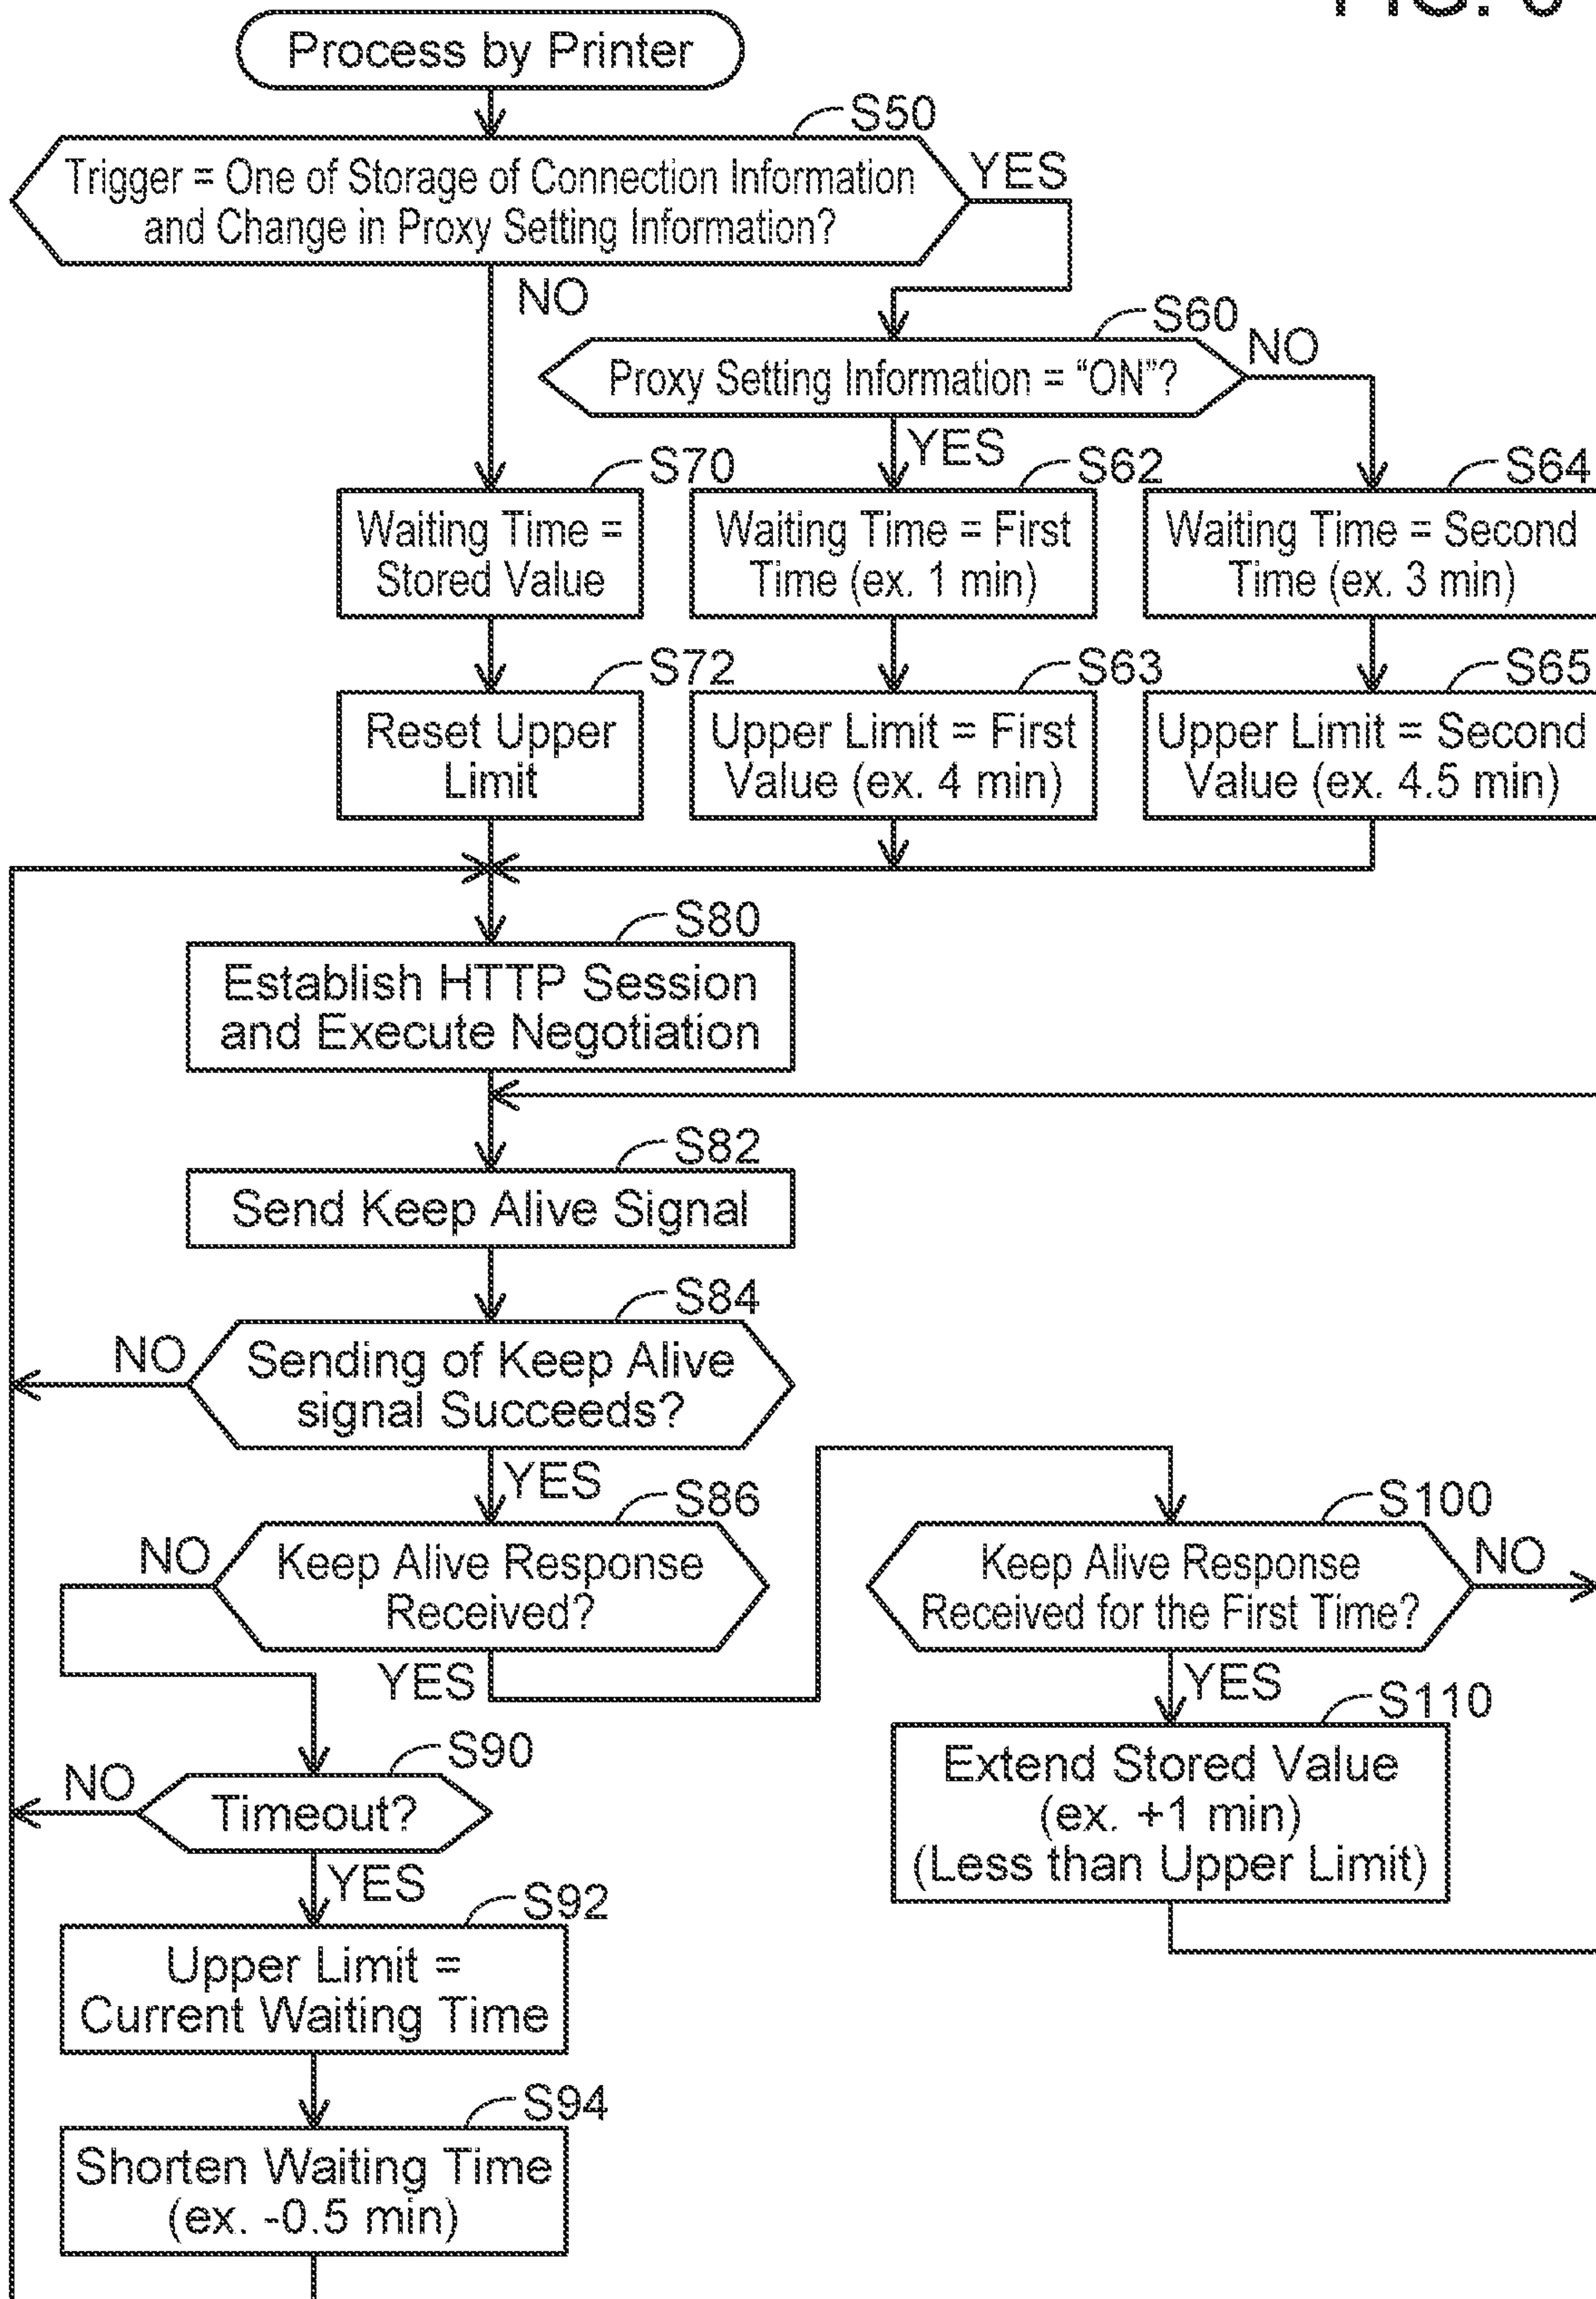 Process by Printer
S50
Trigger = One of Storage of Connection Information
and Change in Proxy Setting Information?
YES
NO
S60
Proxy Setting Information = “ON”?
NO
YES
S70
Waiting Time =
Stored Value
S62
Waiting Time = First
Time (ex. 1 min)
S64
Waiting Time = Second
Time (ex. 3 min)
S72
Reset Upper
Limit
S63
Upper Limit = First
Value (ex. 4 min)
S65
Upper Limit = Second
Value (ex. 4.5 min)
S80
Establish HTTP Session
and Execute Negotiation
S82
Send Keep Alive Signal
S84
NO
Sending of Keep Alive
signal Succeeds?
YES
S86
NO
Keep Alive Response
Received?
YES
S100
Keep Alive Response
Received for the First Time?
NO
YES
S110
Extend Stored Value
(ex. +1 min)
(Less than Upper Limit)
S90
NO
Timeout?
YES
S92
Upper Limit =
Current Waiting Time
S94
Shorten Waiting Time
(ex. -0.5 min)